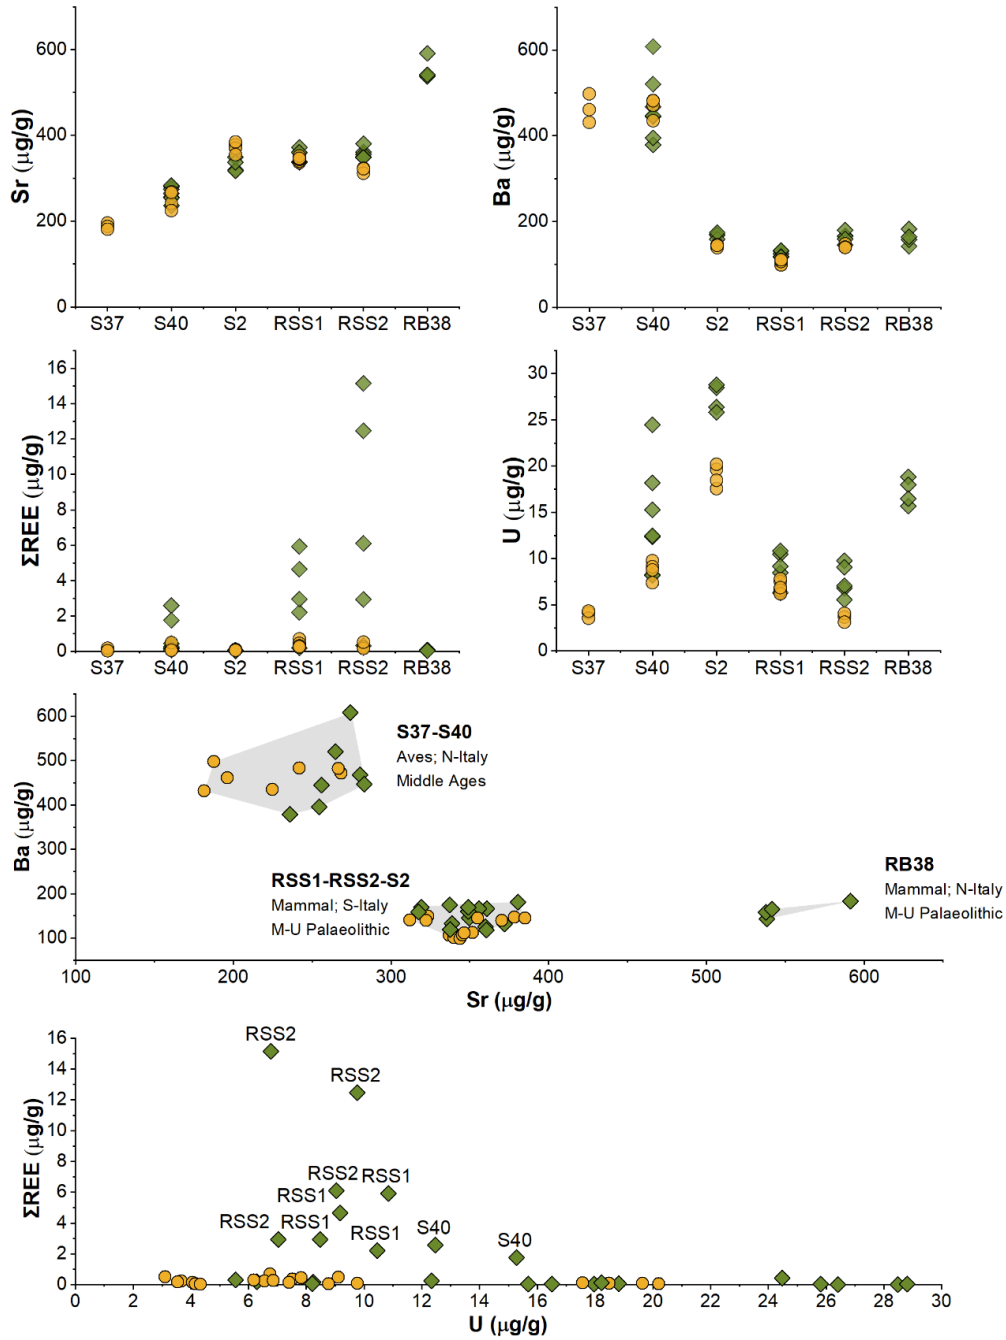 Sr (µg/g)
600
400
200
0
S37 S40 S2 RSS1 RSS2 RB38
Ba (µg/g)
600
400
200
0
S37 S40 S2 RSS1 RSS2 RB38
ΣREE (µg/g)
16
14
12
10
8
6
4
2
0
S37 S40 S2 RSS1 RSS2 RB38
U (µg/g)
30
25
20
15
10
5
0
S37 S40 S2 RSS1 RSS2 RB38
Ba (µg/g)
600
500
400
300
200
100
S37-S40
Aves; N-Italy
Middle Ages
RSS1-RSS2-S2
Mammal; S-Italy
M-U Palaeolithic
RB38
Mammal; N-Italy
M-U Palaeolithic
100 200 300 400 500 600
Sr (µg/g)
ΣREE (µg/g)
16
14
12
10
8
6
4
2
0
RSS2
RSS2
RSS2 RSS1
RSS1
RSS2 RSS1 RSS1 S40
S40
0 2 4 6 8 10 12 14 16 18 20 22 24 26 28 30
U (µg/g)